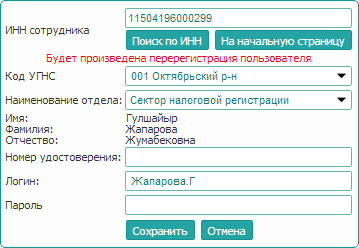 11504196000299
ИНН сотрудника
Поиск по ИНН На начальную страницу
Будет произведена перерегистрация пользователя
Код УГНС 001 Октябрьский р-н
Наименование отдела: Сектор налоговой регистрации
Имя: Гулшайыр
Фамилия: Жапарова
Отчество: Жумабековна
Номер удостоверения:
Логин: Жапарова.Г
Пароль
Сохранить Отмена